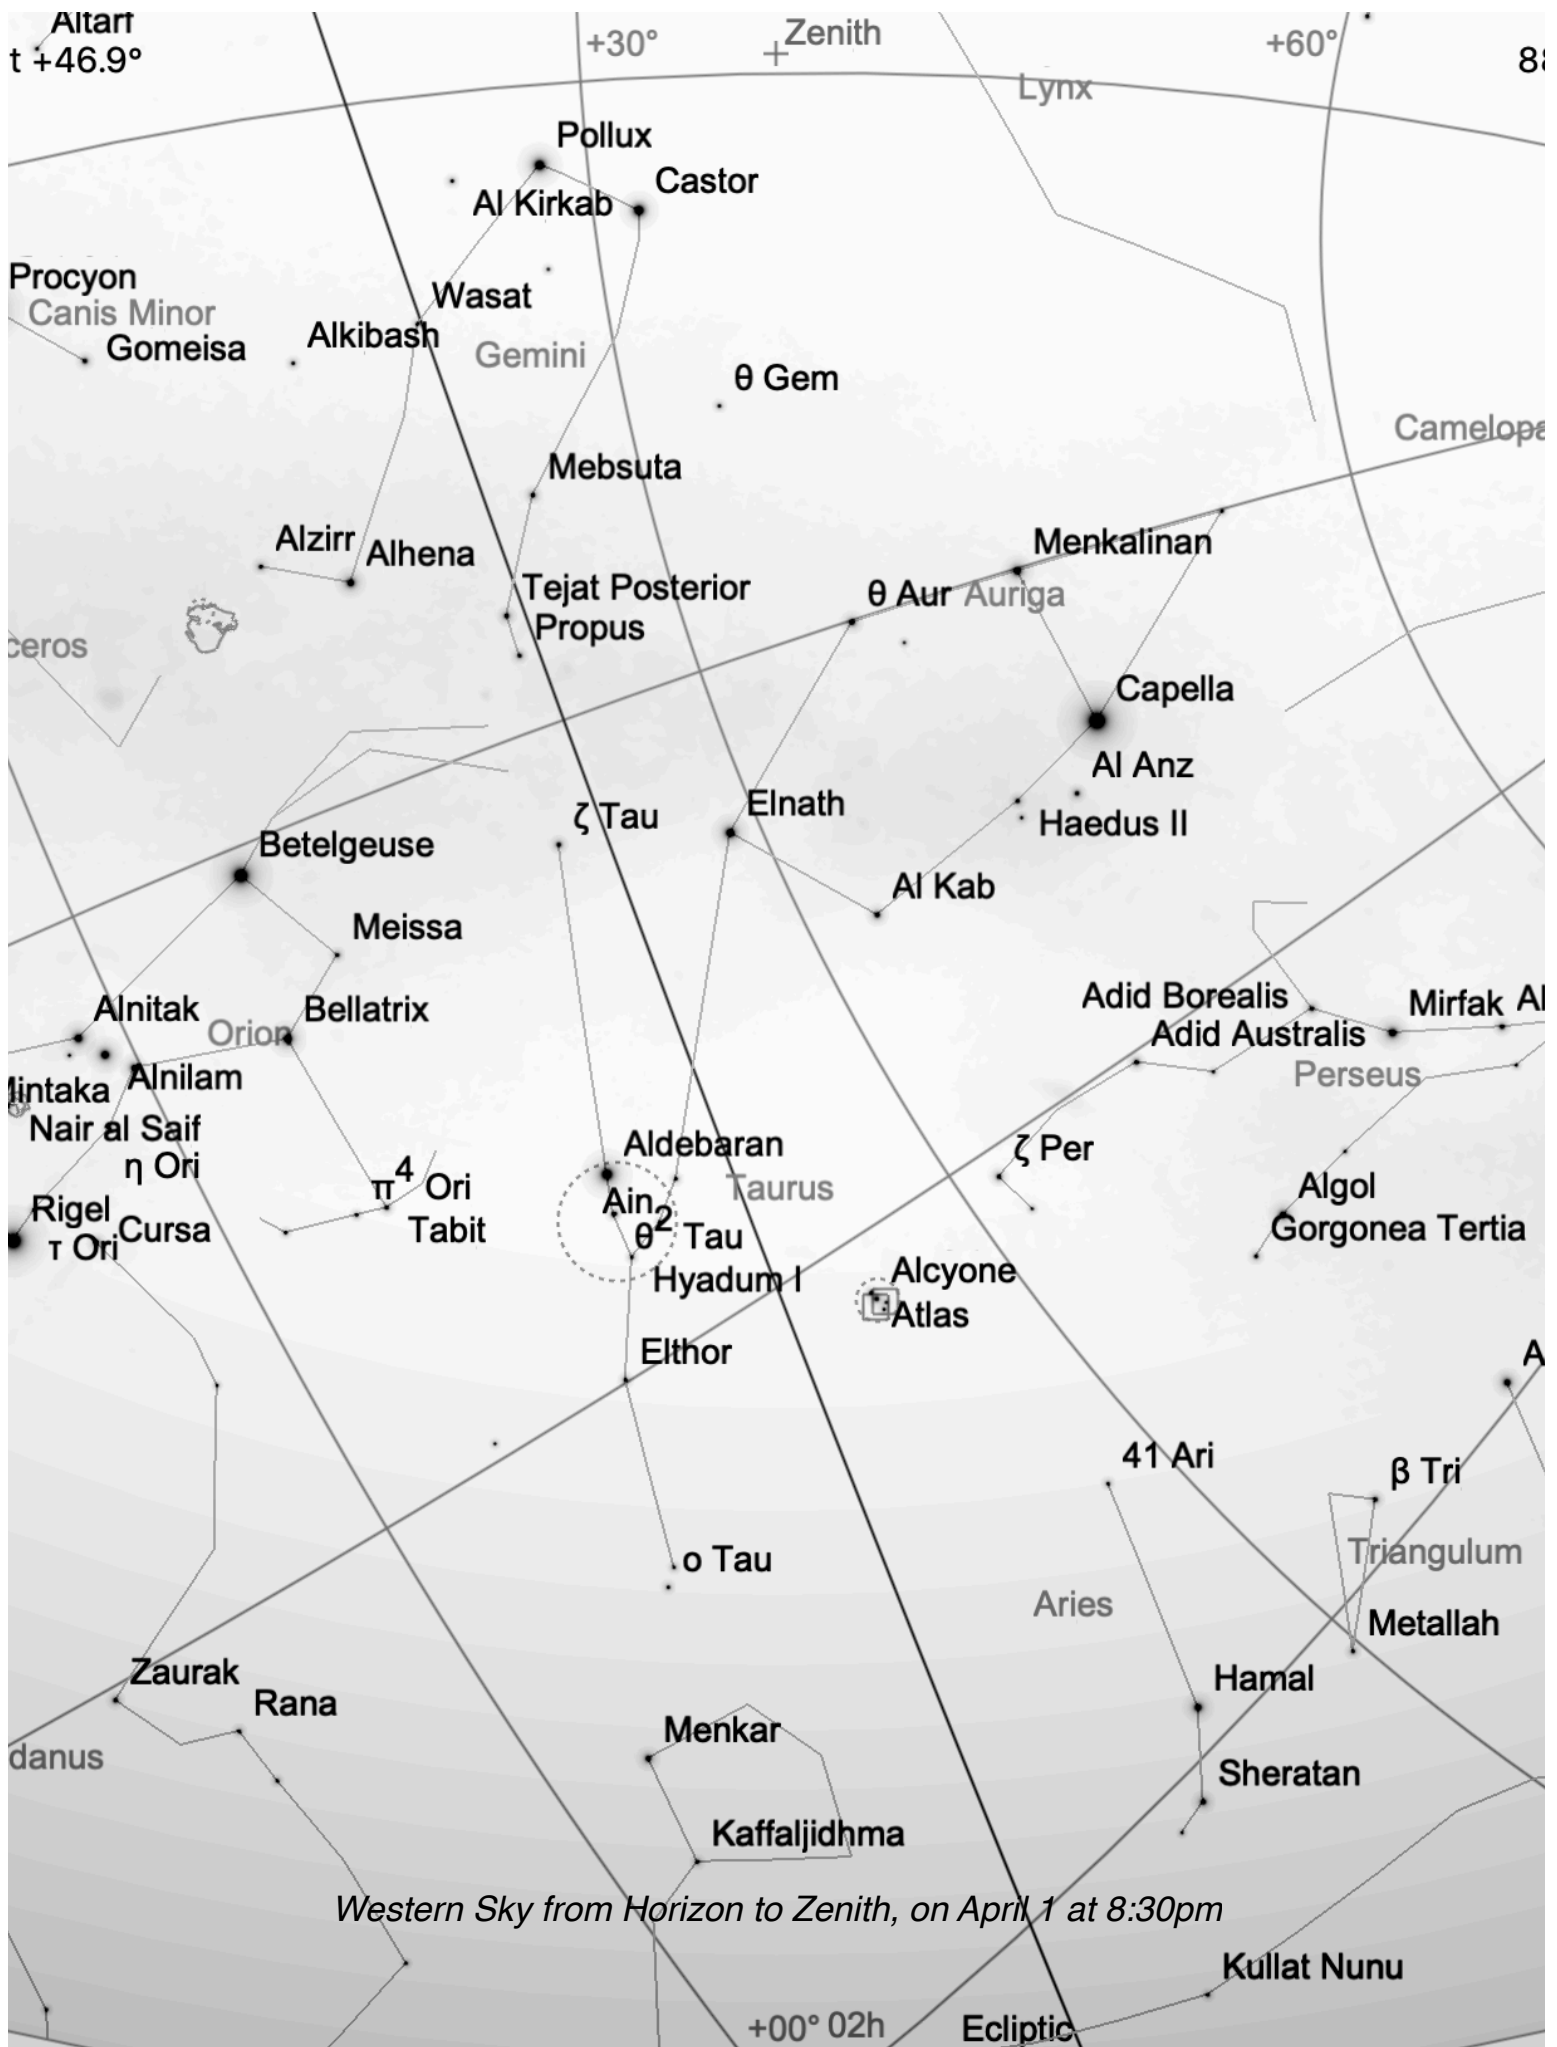 Altarf
Zenith
+30°
+60°
t +46.9°
88
Lynx
Pollux
Castor
Al Kirkab
Procyon
Wasat
Canis Minor
Alkibash
Gomeisa
Gemini
θ Gem
Camelopa
Mebsuta
Alzirr
Menkalinan
Alhena
Tejat Posterior
θ Aur
Auriga
Propus
ceros
Capella
Al Anz
Elnath
ζ Tau
Haedus II
Betelgeuse
Al Kab
Meissa
Adid Borealis
Mirfak
Al
Alnitak
Bellatrix
Orion
Adid Australis
Perseus
Alnilam
Mintaka
Nair al Saif
Aldebaran
ζ Per
η Ori
π⁴ Ori
Taurus
Algol
Ain
Rigel
Cursa
Tabit
θ² Tau
Gorgonea Tertia
τ Ori
Hyadum I
Alcyone
Atlas
Elthor
A
41 Ari
β Tri
ο Tau
Triangulum
Aries
Metallah
Zaurak
Hamal
Rana
Menkar
danus
Sheratan
Kaffaljidhma
Western Sky from Horizon to Zenith, on April 1 at 8:30pm
Kullat Nunu
+00° 02h
Ecliptic